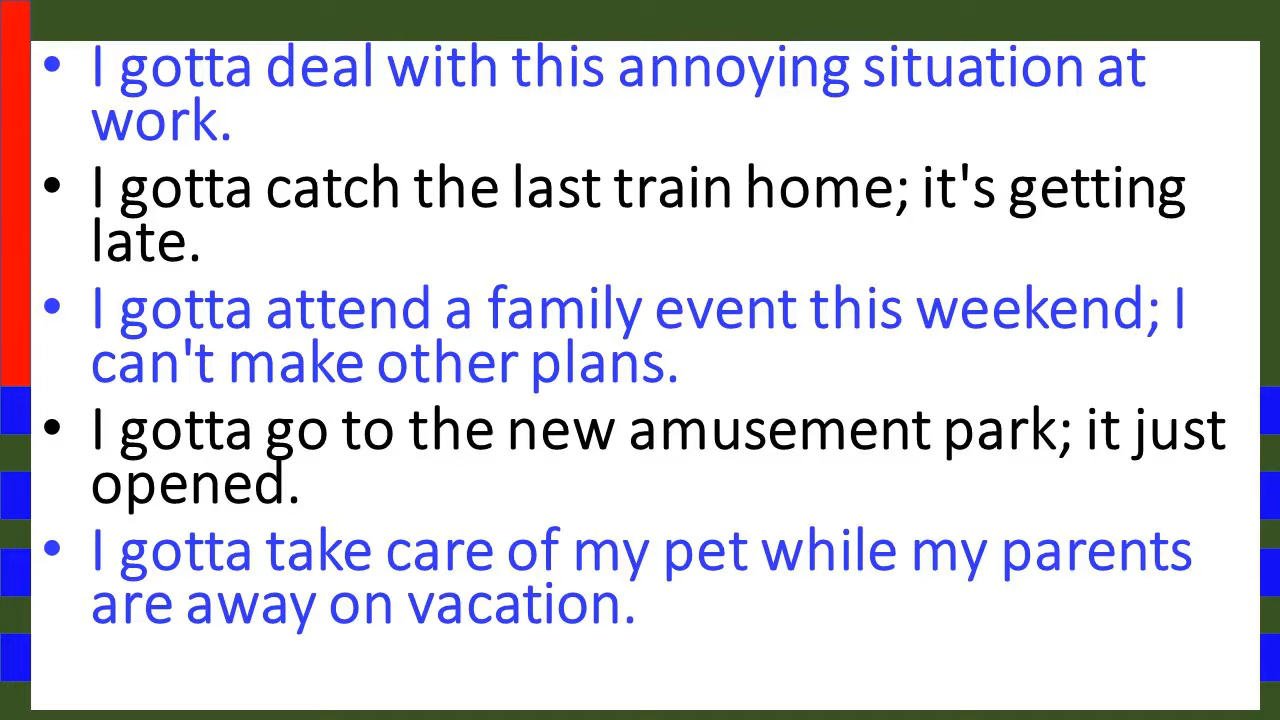 • I gotta deal with this annoying situation at
work.
• I gotta catch the last train home; it's getting
late.
• I gotta attend a family event this weekend; I
can't make other plans.
• I gotta go to the new amusement park; it just
opened.
• I gotta take care of my pet while my parents
are away on vacation.